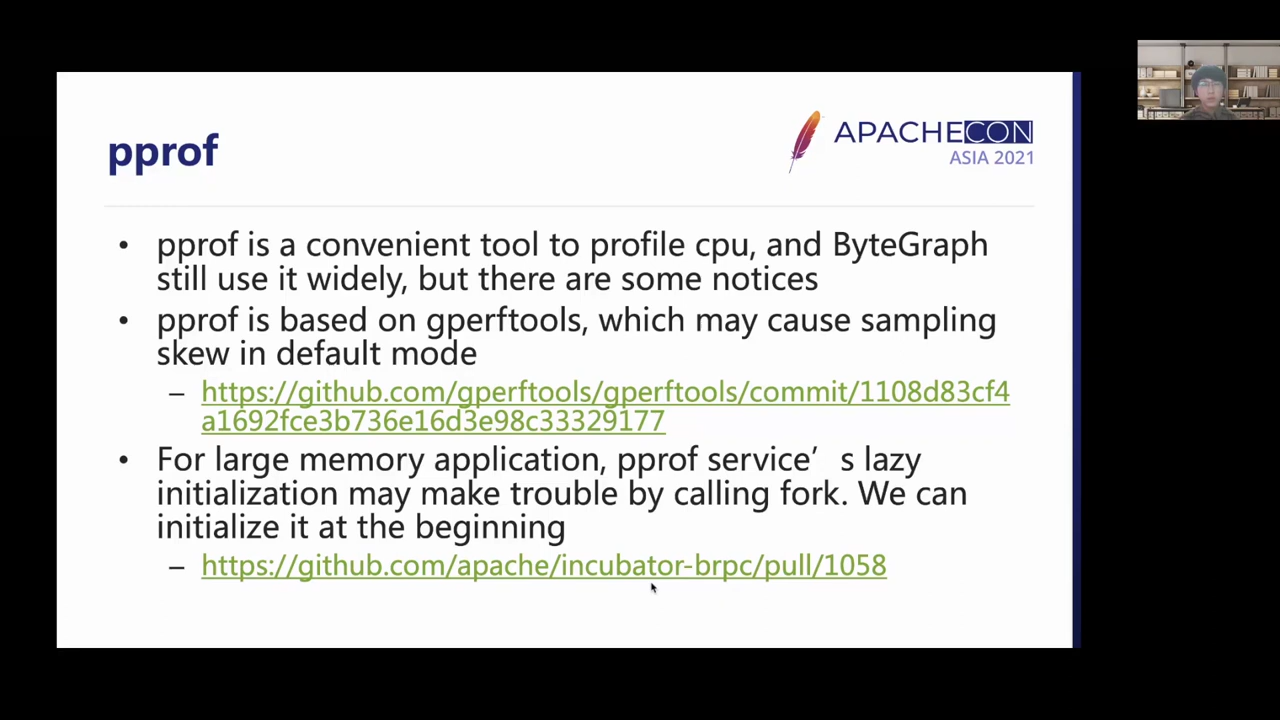 pprof
APACHECON
ASIA 2021
• pprof is a convenient tool to profile cpu, and ByteGraph
still use it widely, but there are some notices
• pprof is based on gperftools, which may cause sampling
skew in default mode
– https://github.com/gperftools/gperftools/commit/1108d83cf4
a1692fce3b736e16d3e98c33329177
• For large memory application, pprof service’ s lazy
initialization may make trouble by calling fork. We can
initialize it at the beginning
– https://github.com/apache/incubator-brpc/pull/1058